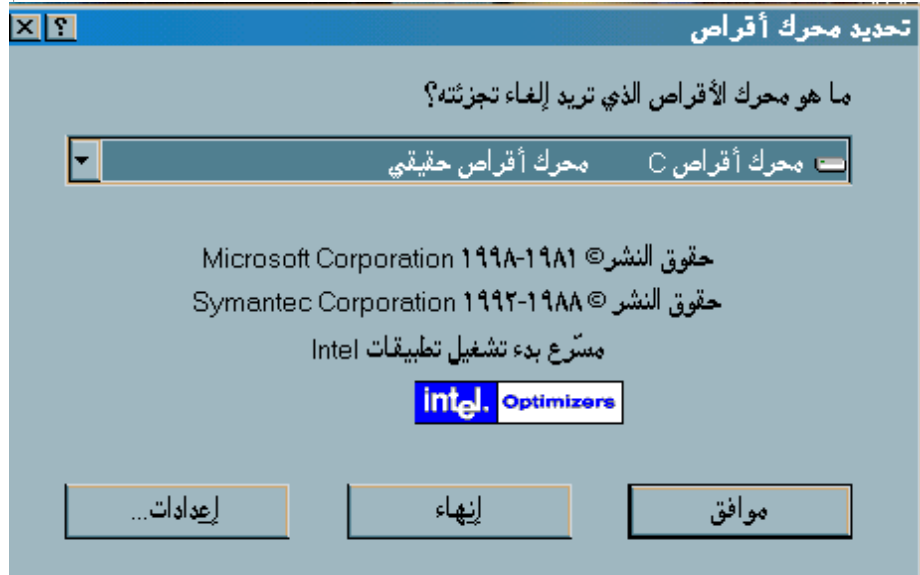 تحديد محرك أقراص
ما هو محرك الأقراص الذي تريد إلغاء تجزئته؟
محرك أقراص C محرك أقراص حقيقي
حقوق النشر© ١٩٨١-١٩٩٨ Microsoft Corporation
حقوق النشر © ١٩٨٨-١٩٩٢ Symantec Corporation
مسّرع بدء تشغيل تطبيقات Intel
intel. Optimizers
موافق إنهاء إعدادات...